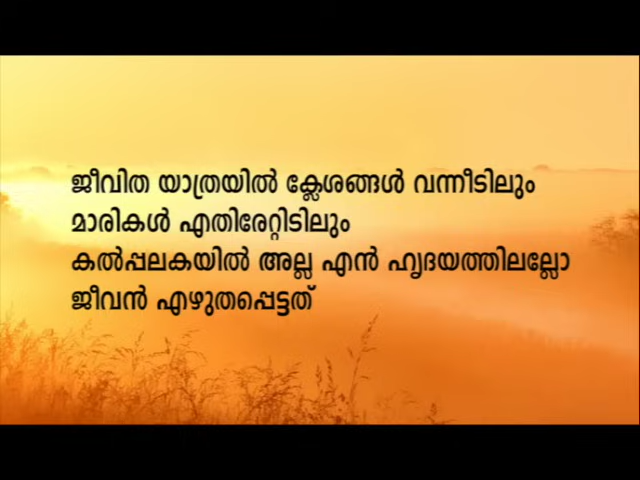 ജീവിത യാത്രയിൽ ക്ലേശങ്ങൾ വന്നീടിലും
മാരികൾ എതിരേറ്റിടിലും
കൽപ്പലകയിൽ അല്ല എൻ ഹൃദയത്തിലല്ലോ
ജീവൻ എഴുതപ്പെട്ടത്